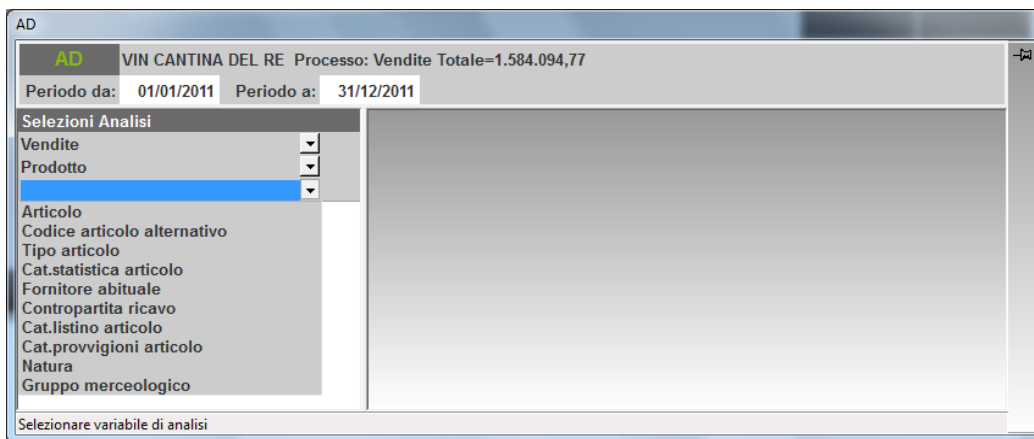 AD
AD VIN CANTINA DEL RE Processo: Vendite Totale=1.584.094,77
Periodo da: 01/01/2011 Periodo a: 31/12/2011
Selezioni Analisi
Vendite
Prodotto
Articolo
Codice articolo alternativo
Tipo articolo
Cat.statistica articolo
Fornitore abituale
Contropartita ricavo
Cat.listino articolo
Cat.provvigioni articolo
Natura
Gruppo merceologico
Selezionare variabile di analisi